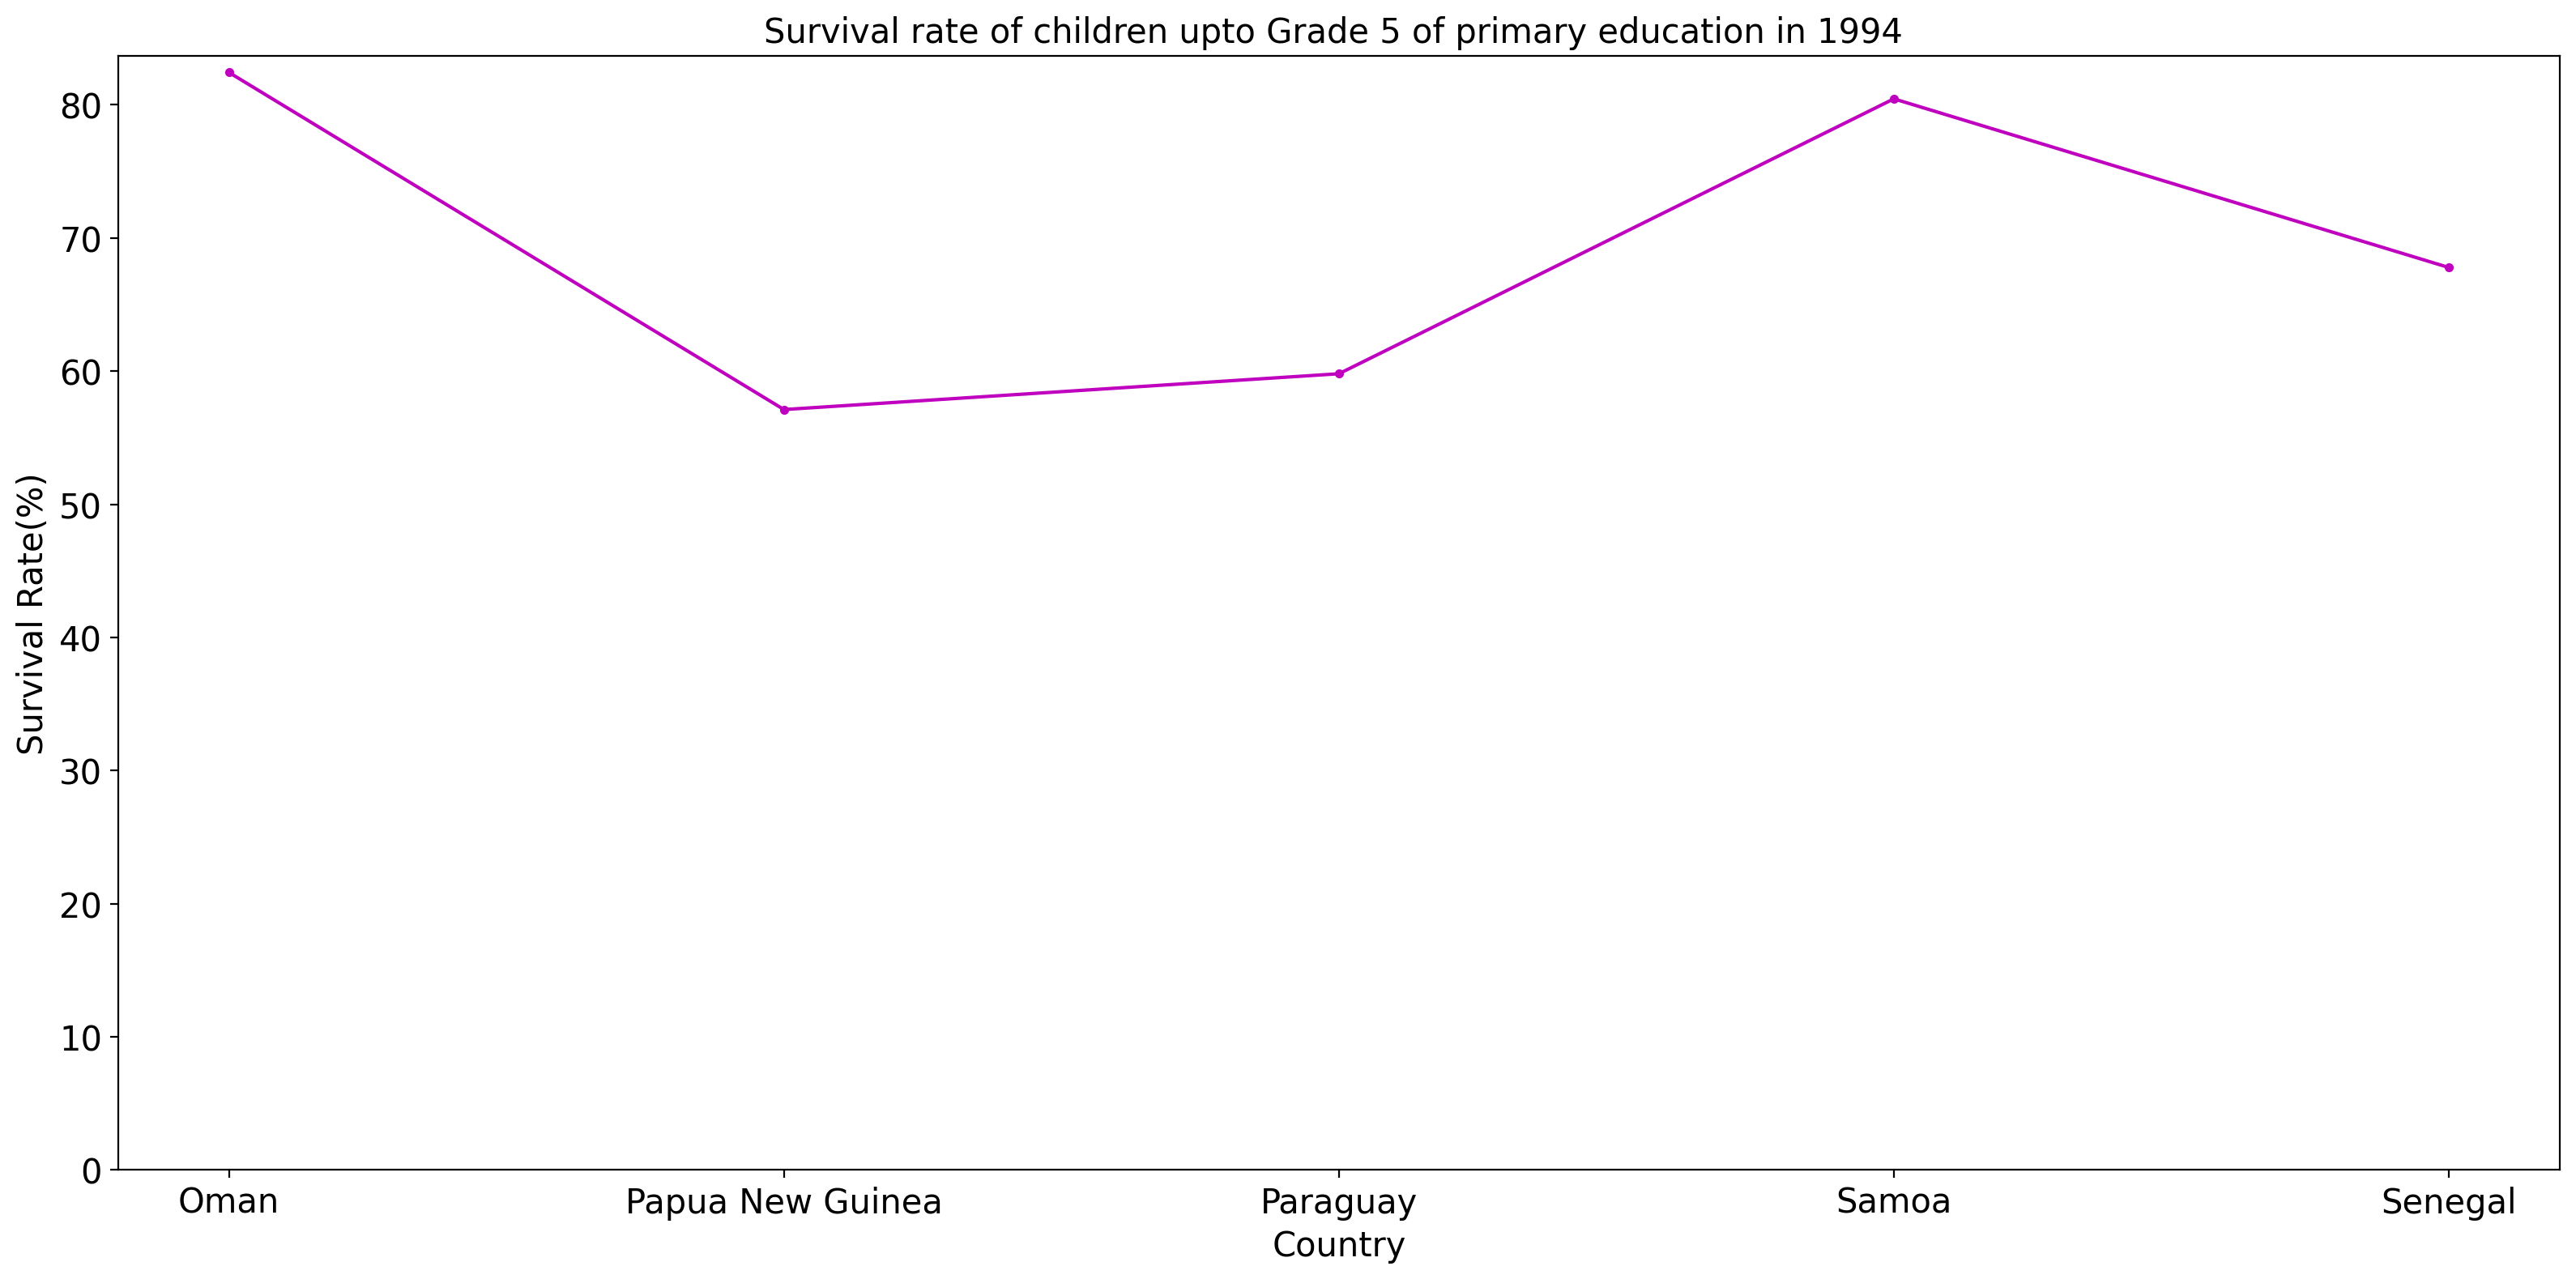 Survival rate of children upto Grade 5 of primary education in 1994
Survival Rate(%)
80
70
60
50
40
30
20
10
0
Oman Papua New Guinea Paraguay Samoa Senegal
Country